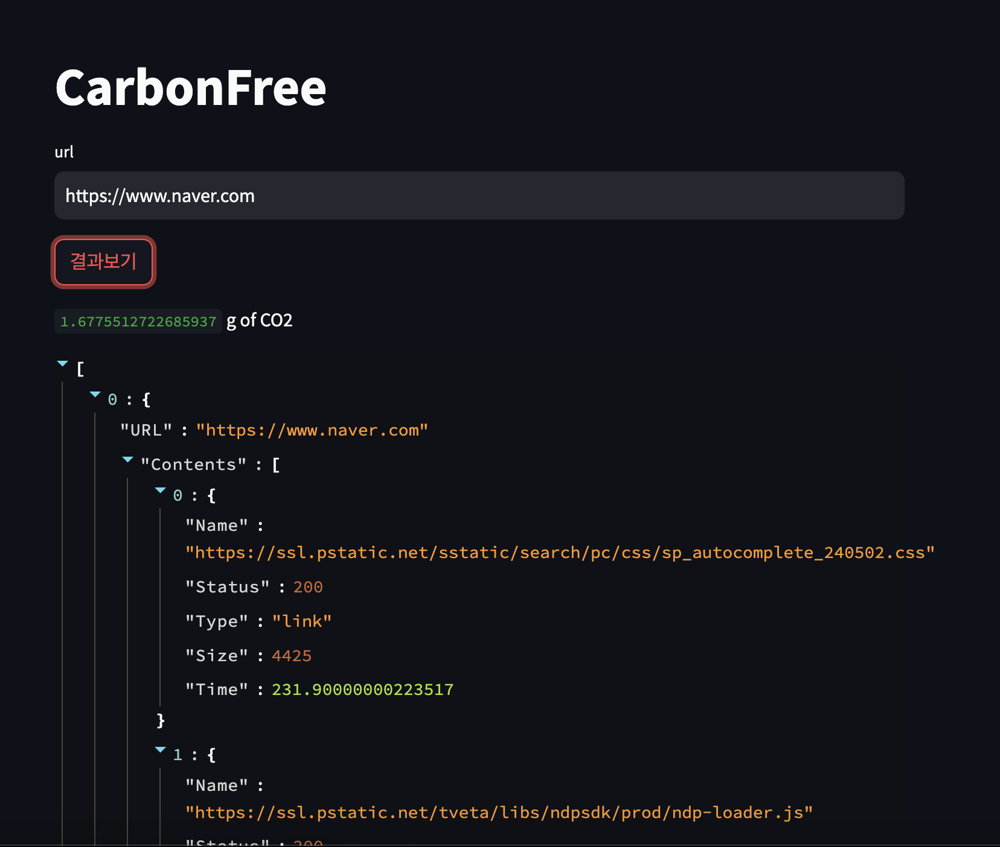 CarbonFree
url
https://www.naver.com
결과보기
1.6775512722685937 g of CO2
[
0 : {
"URL" : "https://www.naver.com"
"Contents" : [
0 : {
"Name" :
"https://ssl.pstatic.net/sstatic/search/pc/css/sp_autocomplete_240502.css"
"Status" : 200
"Type" : "link"
"Size" : 4425
"Time" : 231.90000000223517
}
1 : {
"Name" :
"https://ssl.pstatic.net/tveta/libs/ndpsdk/prod/ndp-loader.js"
"Status" : 200